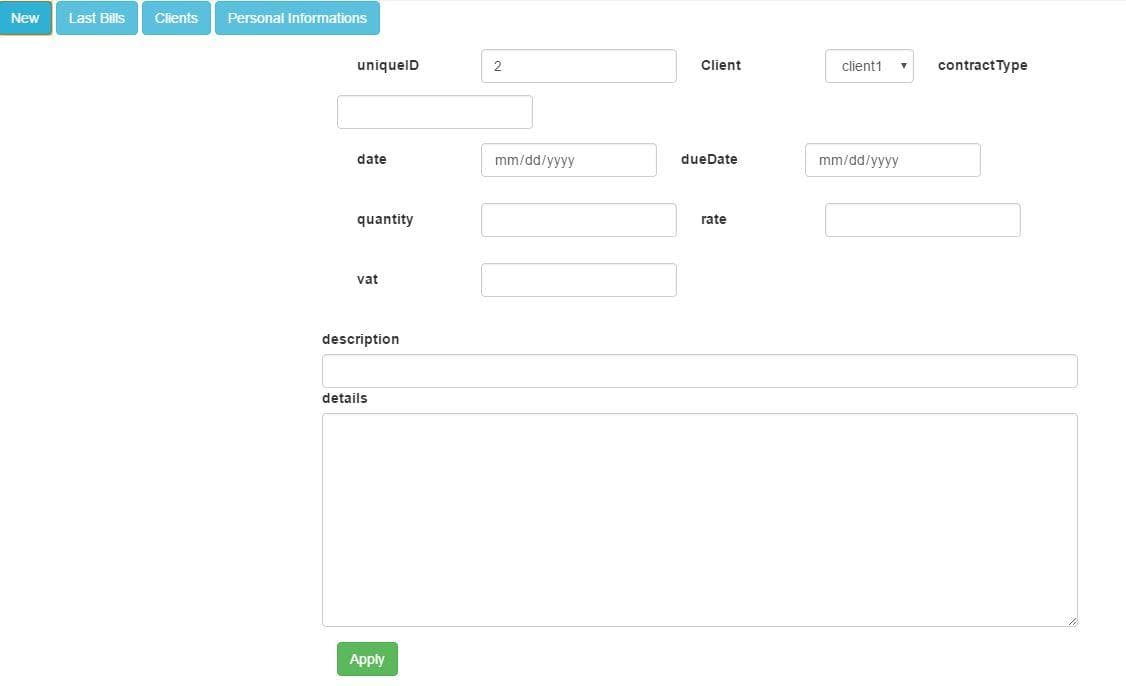 New Last Bills Clients Personal Informations
uniqueID 2 Client client1 contractType
date mm/dd/yyyy dueDate mm/dd/yyyy
quantity rate
vat
description
details
Apply